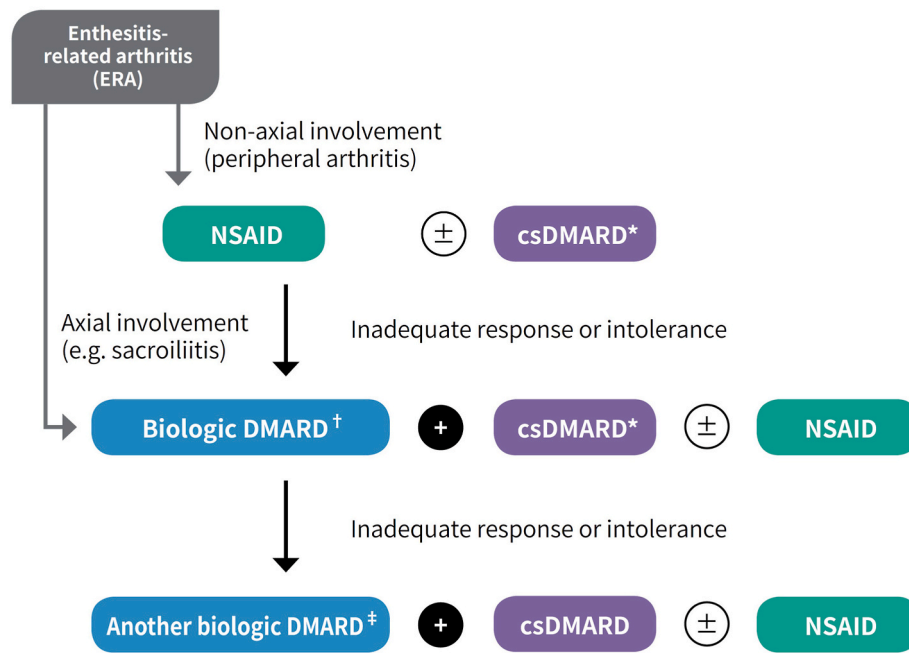 Enthesitis-
related arthritis
(ERA)
Non-axial involvement
(peripheral arthritis)
NSAID ± csDMARD*
Axial involvement
(e.g. sacroiliitis)
Inadequate response or intolerance
Biologic DMARD† + csDMARD* ± NSAID
Inadequate response or intolerance
Another biologic DMARD‡ + csDMARD ± NSAID